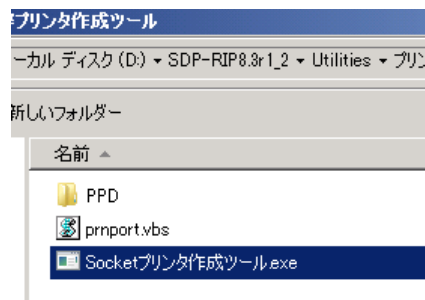 プリンタ作成ツール
ーカル ディスク (D:) ▾ SDP-RIP8.3r1_2 ▾ Utilities ▾ プリン
新しいフォルダー
名前
PPD
prnport.vbs
Socketプリンタ作成ツール.exe